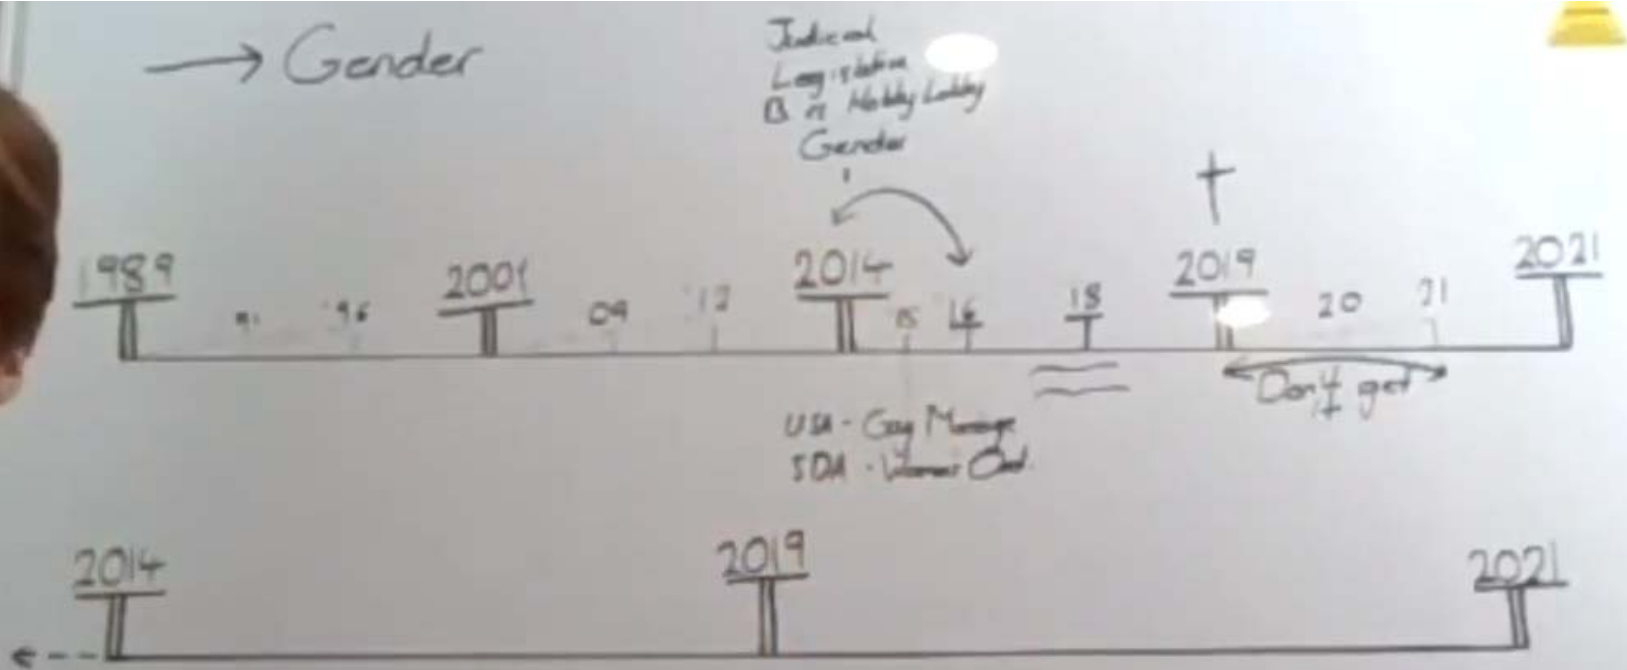 → Gender
Judicial
Legislative
B v Hobby Lobby
Gender
1989
91
'96
2001
09
'12
2014
15
16
18
2019
20
21
2021
Don't get
USA - Gay Marriage
SDA - Women Ord.
2014
2019
2021